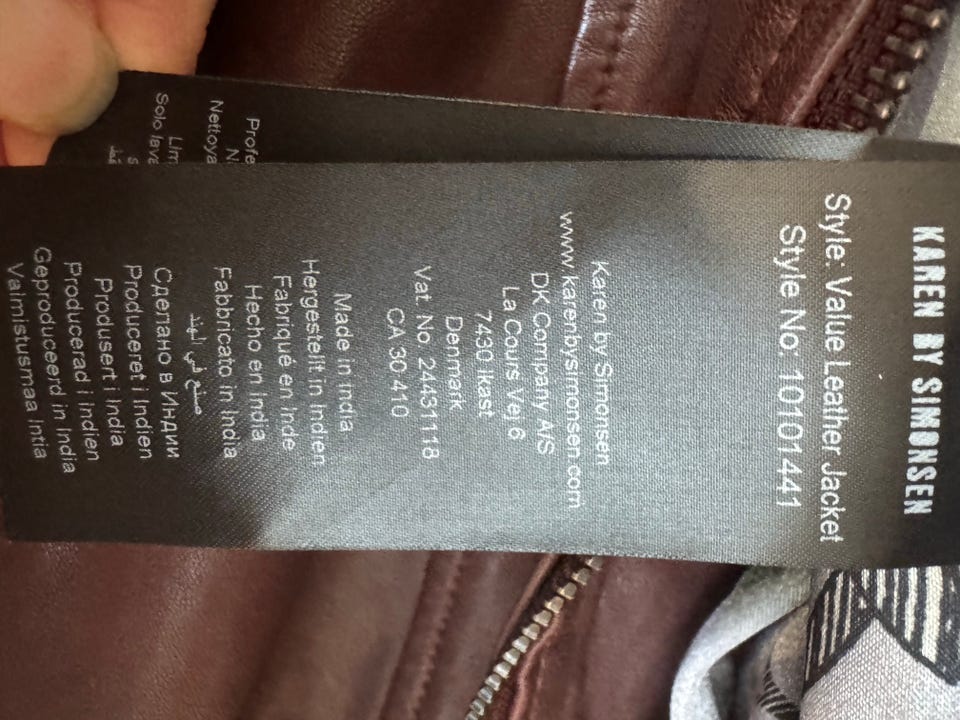 KAREN BY SIMONSEN
Style: Value Leather Jacket
Style No: 10101441
Karen by Simonsen
www.karenbysimonsen.com
DK Company A/S
La Cours Vej 6
7430 Ikast
Denmark
Vat. No. 24431118
CA 30 410
Made in India
Hergestellt in Indien
Fabriqué en Inde
Hecho en India
Fabbricato in India
صنع في الهند
Сделано в Индии
Produceret i Indien
Produsert i India
Producerad i Indien
Geproduceerd in India
Valmistusmaa Intia
Solo